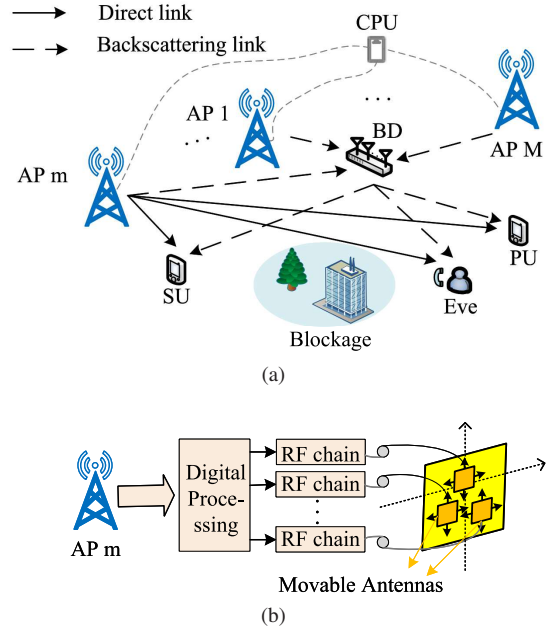 Direct link
Backscattering link
CPU
AP 1
. . .
. . .
BD
AP M
AP m
SU
PU
Eve
Blockage
(a)
Digital
Proce-
ssing
RF chain
RF chain
RF chain
AP m
Movable Antennas
(b)